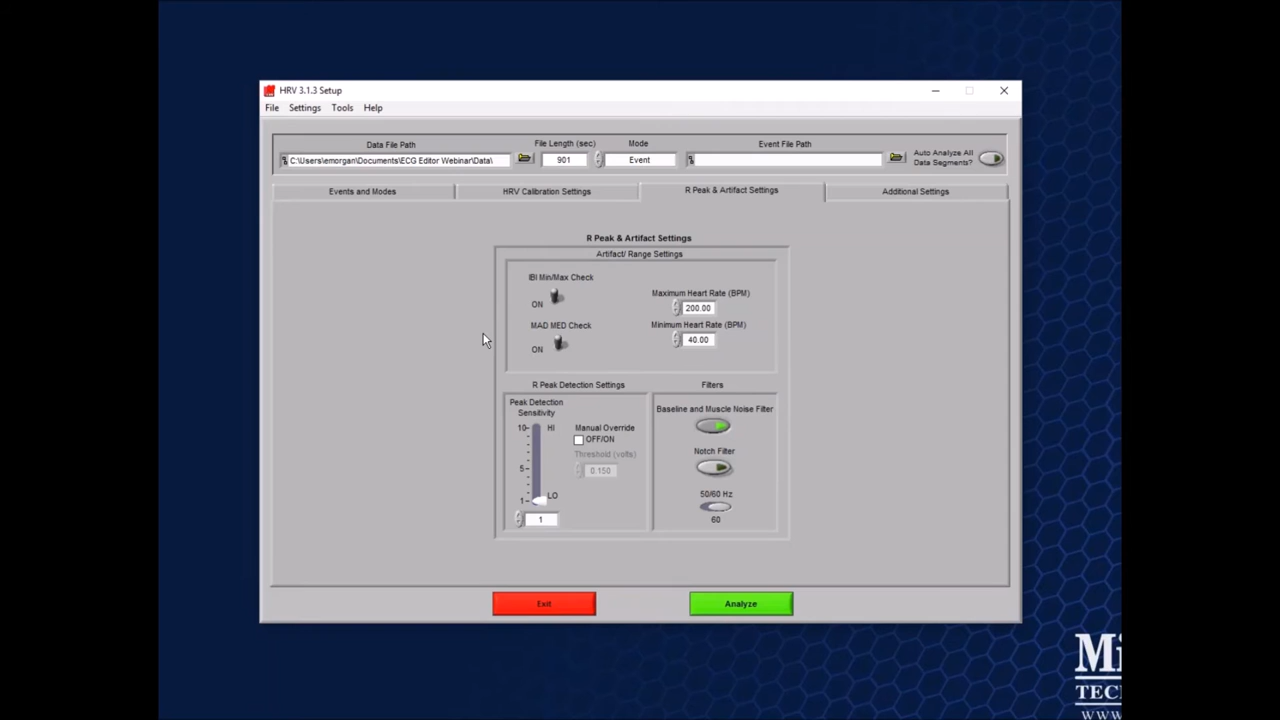 HRV 3.1.3 Setup
File Settings Tools Help
Data File Path File Length (sec) Mode Event File Path Auto Analyze All Data Segments?
C:\Users\emorgan\Documents\ECG Editor Webinar\Data\ 901 Event
Events and Modes HRV Calibration Settings R Peak & Artifact Settings Additional Settings
R Peak & Artifact Settings
Artifact/ Range Settings
IBI Min/Max Check
ON
Maximum Heart Rate (BPM)
200.00
MAD MED Check
ON
Minimum Heart Rate (BPM)
40.00
R Peak Detection Settings
Peak Detection
Sensitivity
10 HI
5
1 LO
1
Manual Override
OFF/ON
Threshold (volts)
0.150
Filters
Baseline and Muscle Noise Filter
Notch Filter
50/60 Hz
60
Exit Analyze
Mi
TEC
WWW